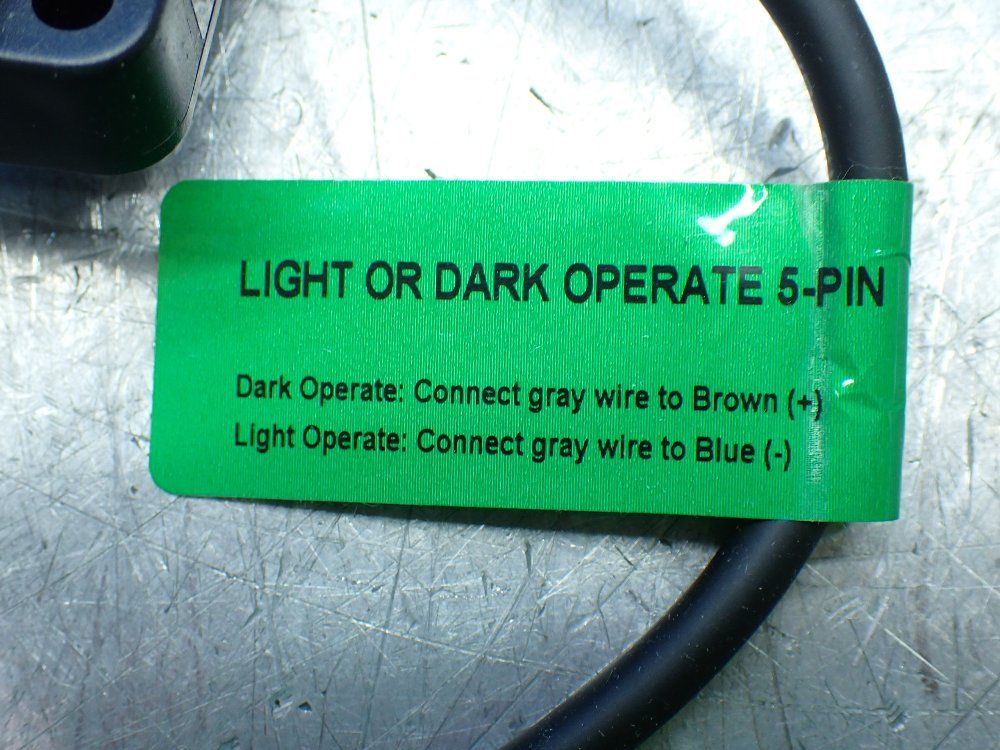 LIGHT OR DARK OPERATE 5-PIN
Dark Operate: Connect gray wire to Brown (+)
Light Operate: Connect gray wire to Blue (-)